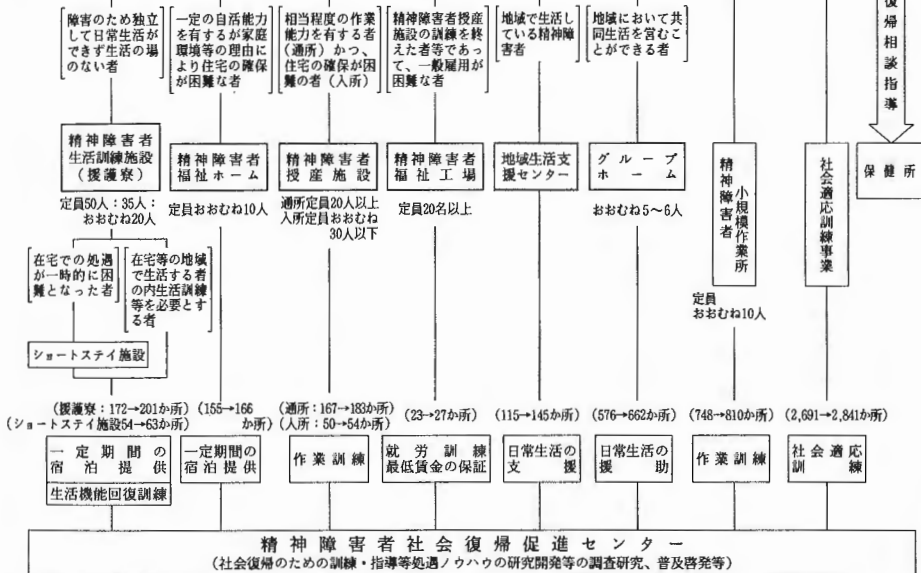 障害のため独立
して日常生活が
できず生活の場
のない者
一定の自活能力
を有するが家庭
環境等の理由に
より住宅の確保
が困難な者
相当程度の作業
能力を有する者
（通所）かつ、
住宅の確保が困
難の者（入所）
精神障害者授産
施設の訓練を終
えた者等であっ
て、一般雇用が
困難な者
地域で生活し
ている精神障
害者
地域において共
同生活を営むこ
とができる者
復帰相談指導
精神障害者
生活訓練施設
（援護寮）
精神障害者
福祉ホーム
精神障害者
授産施設
精神障害者
福祉工場
地域生活支
援センター
グループ
ホーム
精神障害者
小規模作業所
社会適応訓練事業
保健所
定員50人：35人：
おおむね20人
定員おおむね10人
通所定員20人以上
入所定員おおむね
30人以下
定員20名以上
おおむね5～6人
定員
おおむね10人
在宅での処遇
が一時的に困
難となった者
在宅等の地域
で生活する者
の内生活訓練
等を必要とす
る者
ショートステイ施設
（援護寮：172→201か所）
（ショートステイ施設54→63か所）
（155→166
か所）
（通所：167→183か所）
（入所：50→54か所）
（23→27か所）
（115→145か所）
（576→662か所）
（748→810か所）
（2,691→2,841か所）
一定期間の
宿泊提供
生活機能回復訓練
一定期間の
宿泊提供
作業訓練
就労訓練
最低賃金の保証
日常生活の
支援
日常生活の
援助
作業訓練
社会適応
訓練
精神障害者社会復帰促進センター
（社会復帰のための訓練・指導等処遇ノウハウの研究開発等の調査研究、普及啓発等）